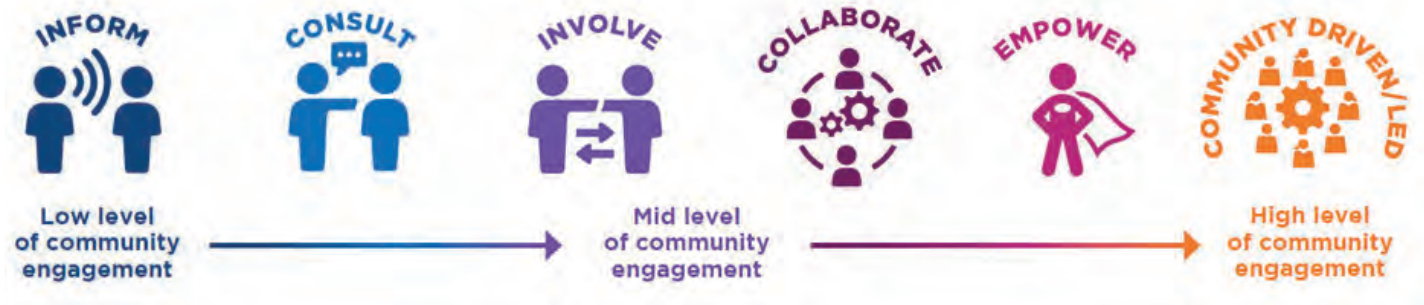 INFORM
CONSULT
INVOLVE
COLLABORATE
EMPOWER
COMMUNITY DRIVEN/LED
Low level
of community
engagement
Mid level
of community
engagement
High level
of community
engagement